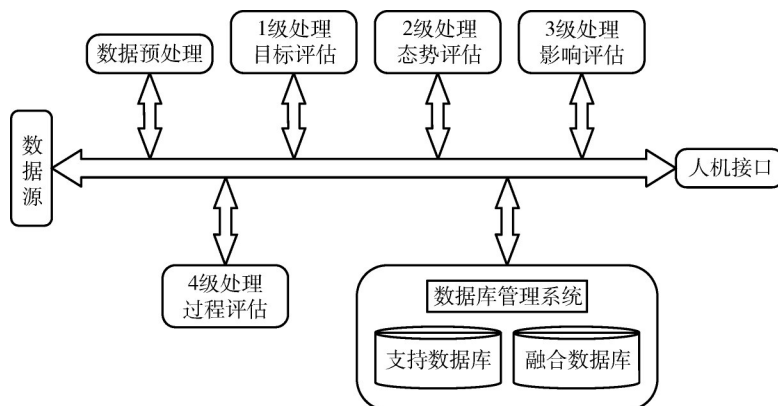 数据预处理
1级处理
目标评估
2级处理
态势评估
3级处理
影响评估
数据源
人机接口
4级处理
过程评估
数据库管理系统
支持数据库
融合数据库